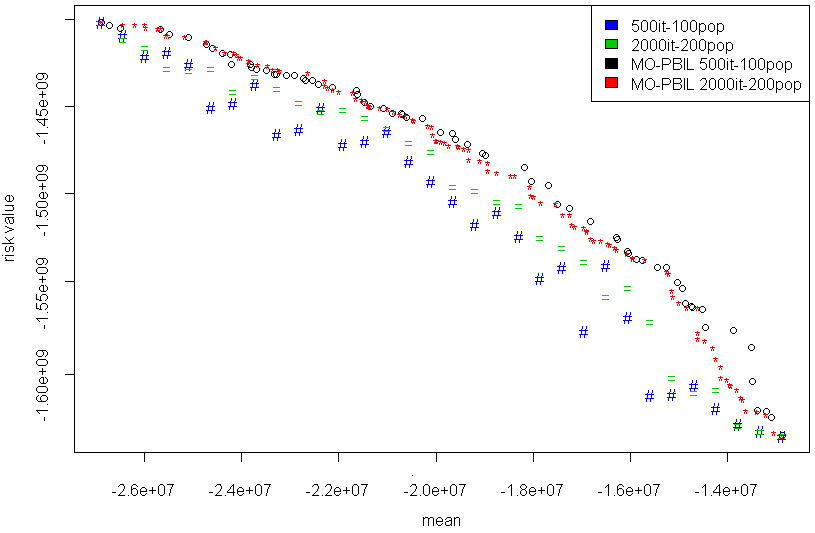 500it-100pop
2000it-200pop
MO-PBIL 500it-100pop
MO-PBIL 2000it-200pop
risk value
-1.45e+09
-1.50e+09
-1.55e+09
-1.60e+09
-2.6e+07 -2.4e+07 -2.2e+07 -2.0e+07 -1.8e+07 -1.6e+07 -1.4e+07
mean